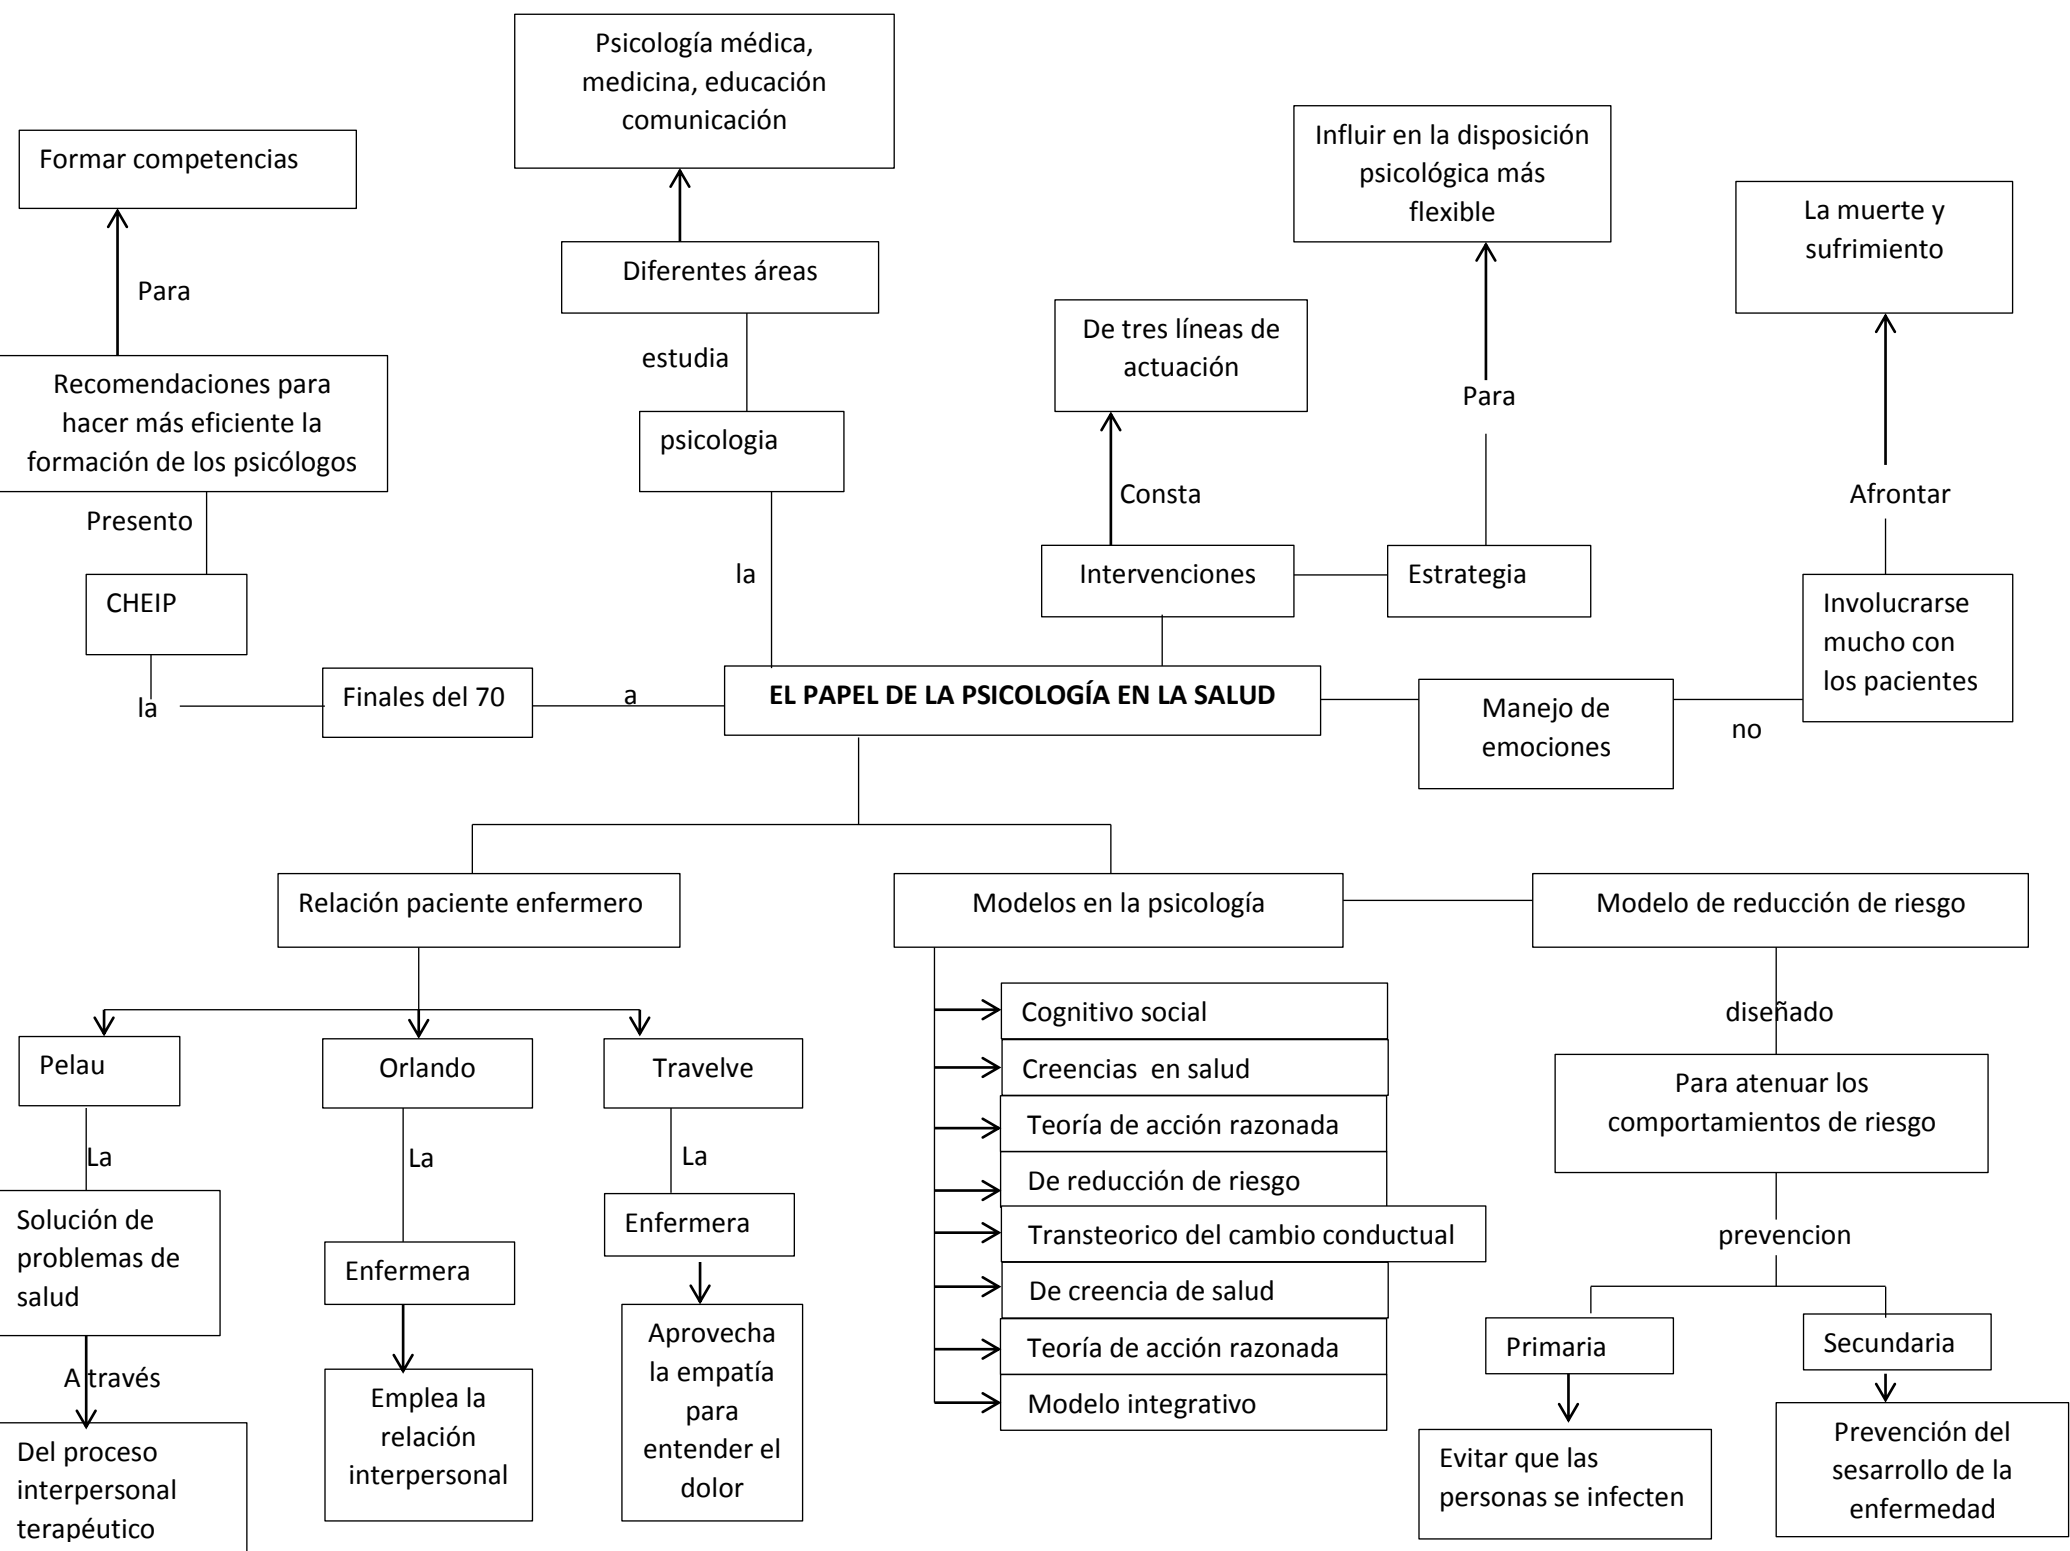 Psicología médica,
medicina, educación
comunicación
Formar competencias
Influir en la disposición
psicológica más
flexible
La muerte y
sufrimiento
Diferentes áreas
Para
De tres líneas de
actuación
estudia
Recomendaciones para
hacer más eficiente la
formación de los psicólogos
Para
psicologia
Consta
Afrontar
Presento
la
Intervenciones
Estrategia
CHEIP
Involucrarse
mucho con
los pacientes
la
Finales del 70
a
EL PAPEL DE LA PSICOLOGÍA EN LA SALUD
Manejo de
emociones
no
Relación paciente enfermero
Modelos en la psicología
Modelo de reducción de riesgo
Cognitivo social
Creencias  en salud
Teoría de acción razonada
De reducción de riesgo
Transteorico del cambio conductual
De creencia de salud
Teoría de acción razonada
Modelo integrativo
diseñado
Para atenuar los
comportamientos de riesgo
prevencion
Primaria
Secundaria
Evitar que las
personas se infecten
Prevención del
sesarrollo de la
enfermedad
Pelau
Orlando
Travelve
La
La
La
Solución de
problemas de
salud
Enfermera
Enfermera
A través
Del proceso
interpersonal
terapéutico
Emplea la
relación
interpersonal
Aprovecha
la empatía
para
entender el
dolor